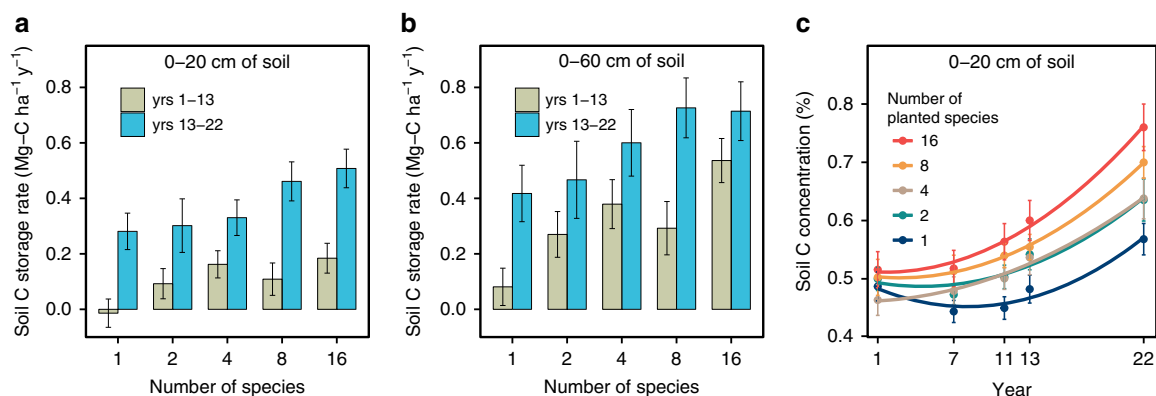 a
0–20 cm of soil
yrs 1–13
yrs 13–22
Soil C storage rate (Mg–C ha⁻¹ y⁻¹)
0.8
0.6
0.4
0.2
0.0
1 2 4 8 16
Number of species
b
0–60 cm of soil
yrs 1–13
yrs 13–22
Soil C storage rate (Mg–C ha⁻¹ y⁻¹)
0.8
0.6
0.4
0.2
0.0
1 2 4 8 16
Number of species
c
0–20 cm of soil
Number of
planted species
16
8
4
2
1
Soil C concentration (%)
0.8
0.7
0.6
0.5
0.4
1 7 11 13 22
Year